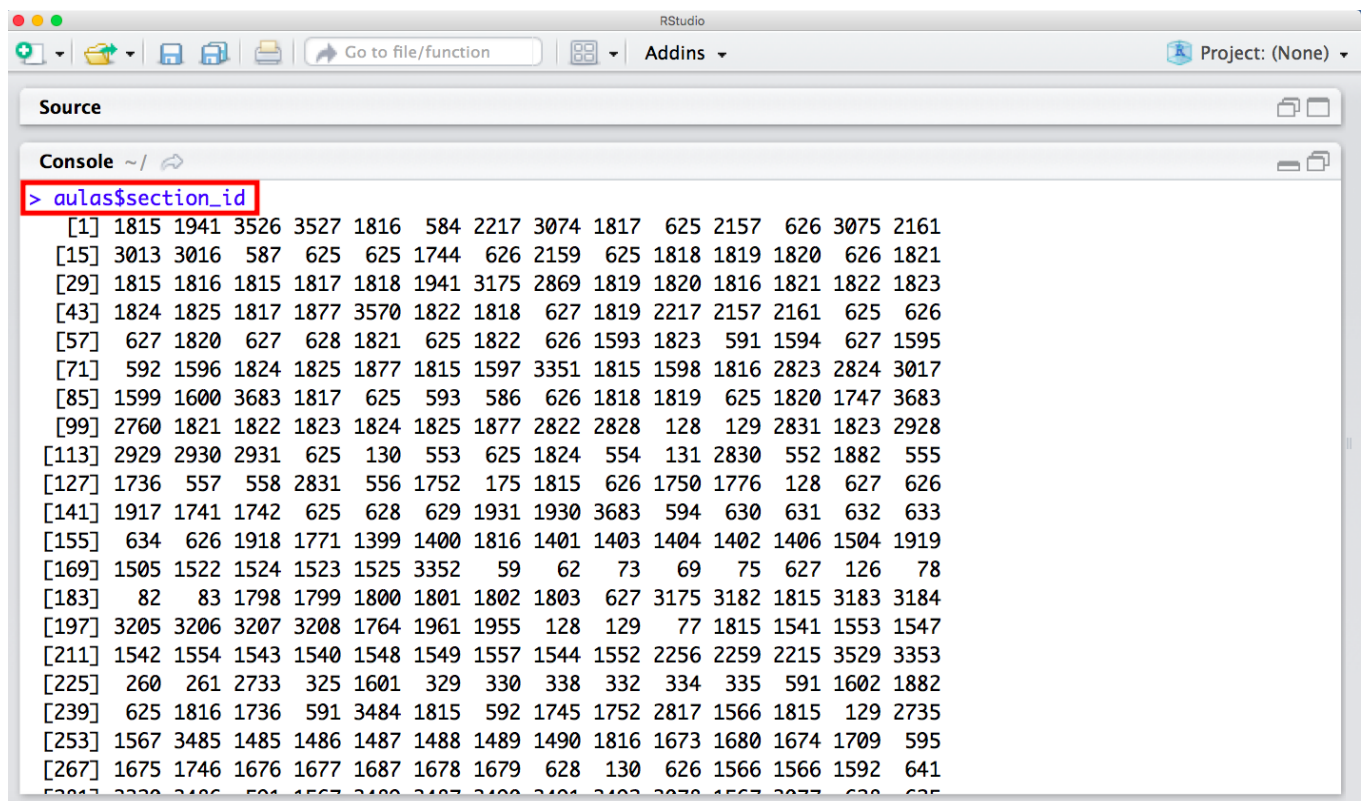 RStudio
Go to file/function Addins Project: (None)
Source
Console ~/
> aulas$section_id
[1] 1815 1941 3526 3527 1816 584 2217 3074 1817 625 2157 626 3075 2161
[15] 3013 3016 587 625 625 1744 626 2159 625 1818 1819 1820 626 1821
[29] 1815 1816 1815 1817 1818 1941 3175 2869 1819 1820 1816 1821 1822 1823
[43] 1824 1825 1817 1877 3570 1822 1818 627 1819 2217 2157 2161 625 626
[57] 627 1820 627 628 1821 625 1822 626 1593 1823 591 1594 627 1595
[71] 592 1596 1824 1825 1877 1815 1597 3351 1815 1598 1816 2823 2824 3017
[85] 1599 1600 3683 1817 625 593 586 626 1818 1819 625 1820 1747 3683
[99] 2760 1821 1822 1823 1824 1825 1877 2822 2828 128 129 2831 1823 2928
[113] 2929 2930 2931 625 130 553 625 1824 554 131 2830 552 1882 555
[127] 1736 557 558 2831 556 1752 175 1815 626 1750 1776 128 627 626
[141] 1917 1741 1742 625 628 629 1931 1930 3683 594 630 631 632 633
[155] 634 626 1918 1771 1399 1400 1816 1401 1403 1404 1402 1406 1504 1919
[169] 1505 1522 1524 1523 1525 3352 59 62 73 69 75 627 126 78
[183] 82 83 1798 1799 1800 1801 1802 1803 627 3175 3182 1815 3183 3184
[197] 3205 3206 3207 3208 1764 1961 1955 128 129 77 1815 1541 1553 1547
[211] 1542 1554 1543 1540 1548 1549 1557 1544 1552 2256 2259 2215 3529 3353
[225] 260 261 2733 325 1601 329 330 338 332 334 335 591 1602 1882
[239] 625 1816 1736 591 3484 1815 592 1745 1752 2817 1566 1815 129 2735
[253] 1567 3485 1485 1486 1487 1488 1489 1490 1816 1673 1680 1674 1709 595
[267] 1675 1746 1676 1677 1687 1678 1679 628 130 626 1566 1566 1592 641